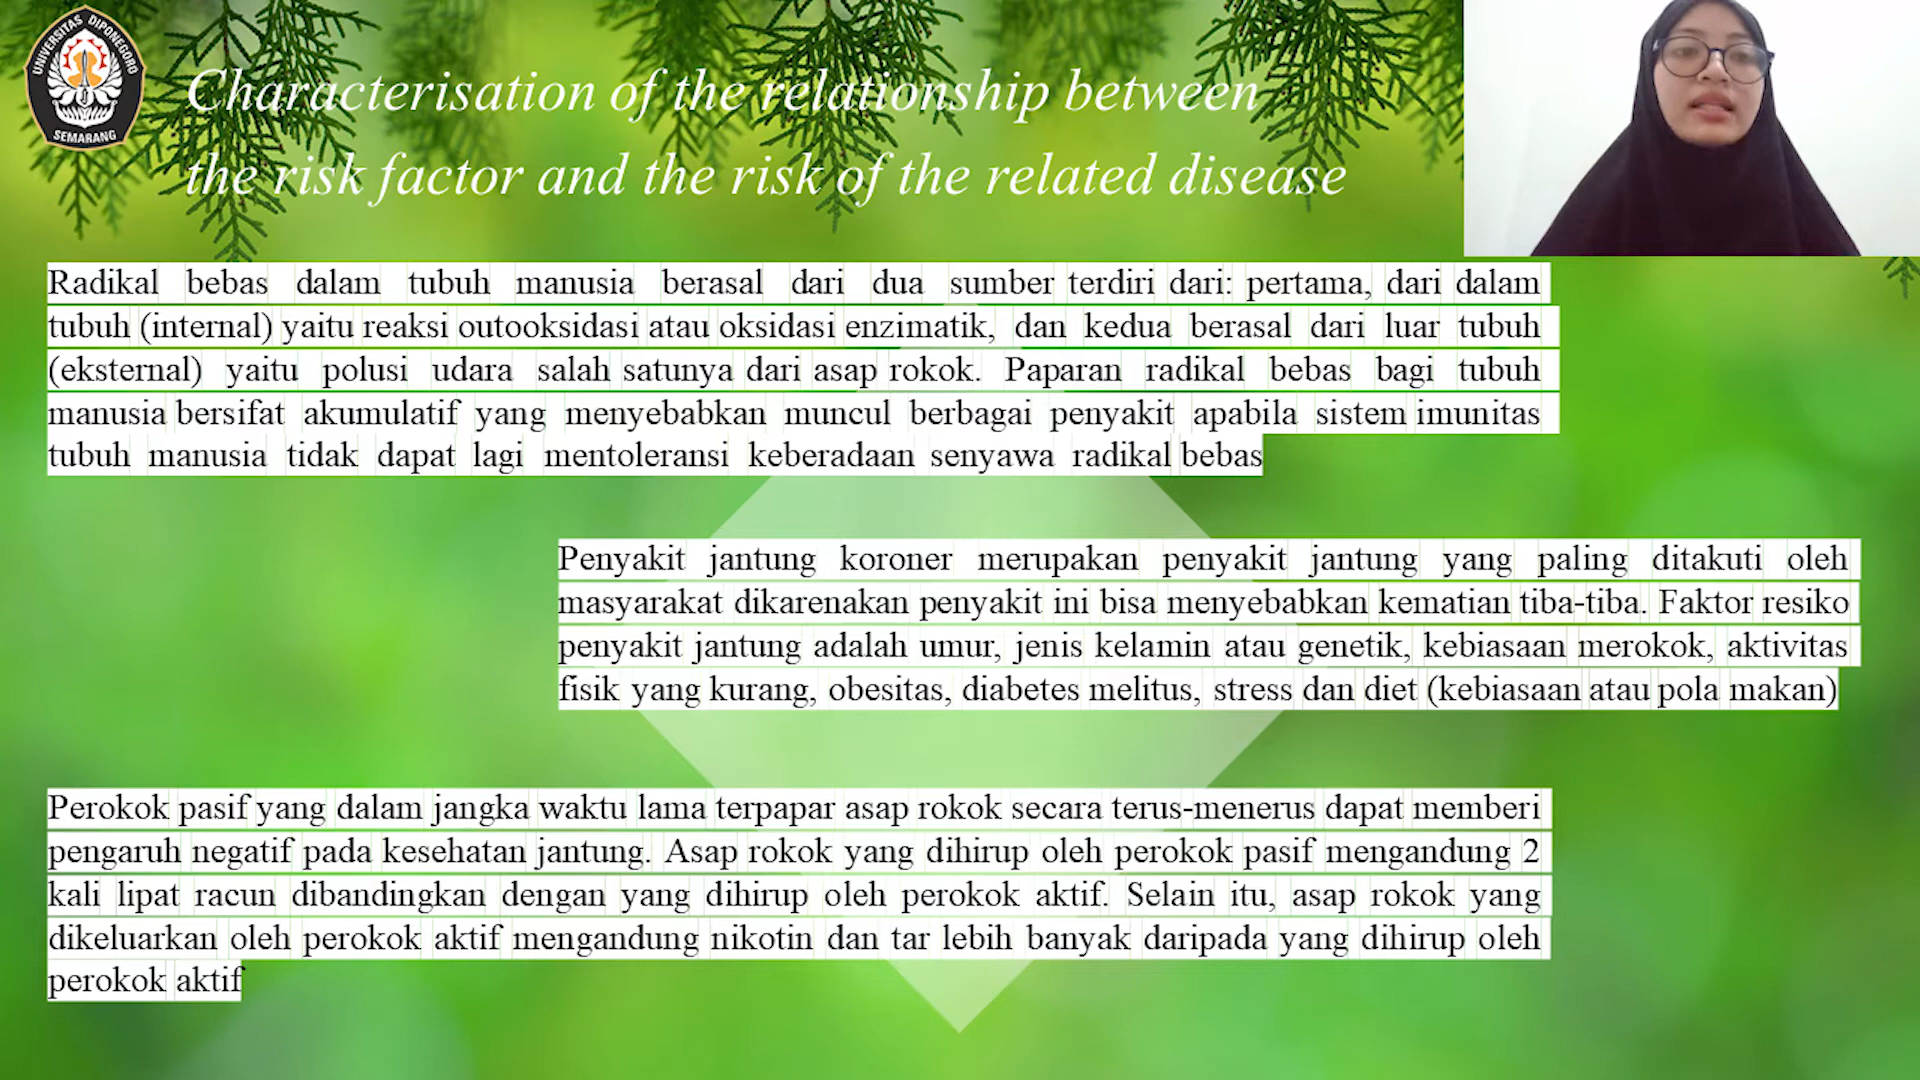 UNIVERSITAS DIPONEGORO
SEMARANG
Characterisation of the relationship between
the risk factor and the risk of the related disease
Radikal bebas dalam tubuh manusia berasal dari dua sumber terdiri dari: pertama, dari dalam
tubuh (internal) yaitu reaksi outooksidasi atau oksidasi enzimatik, dan kedua berasal dari luar tubuh
(eksternal) yaitu polusi udara salah satunya dari asap rokok. Paparan radikal bebas bagi tubuh
manusia bersifat akumulatif yang menyebabkan muncul berbagai penyakit apabila sistem imunitas
tubuh manusia tidak dapat lagi mentoleransi keberadaan senyawa radikal bebas
Penyakit jantung koroner merupakan penyakit jantung yang paling ditakuti oleh
masyarakat dikarenakan penyakit ini bisa menyebabkan kematian tiba-tiba. Faktor resiko
penyakit jantung adalah umur, jenis kelamin atau genetik, kebiasaan merokok, aktivitas
fisik yang kurang, obesitas, diabetes melitus, stress dan diet (kebiasaan atau pola makan)
Perokok pasif yang dalam jangka waktu lama terpapar asap rokok secara terus-menerus dapat memberi
pengaruh negatif pada kesehatan jantung. Asap rokok yang dihirup oleh perokok pasif mengandung 2
kali lipat racun dibandingkan dengan yang dihirup oleh perokok aktif. Selain itu, asap rokok yang
dikeluarkan oleh perokok aktif mengandung nikotin dan tar lebih banyak daripada yang dihirup oleh
perokok aktif